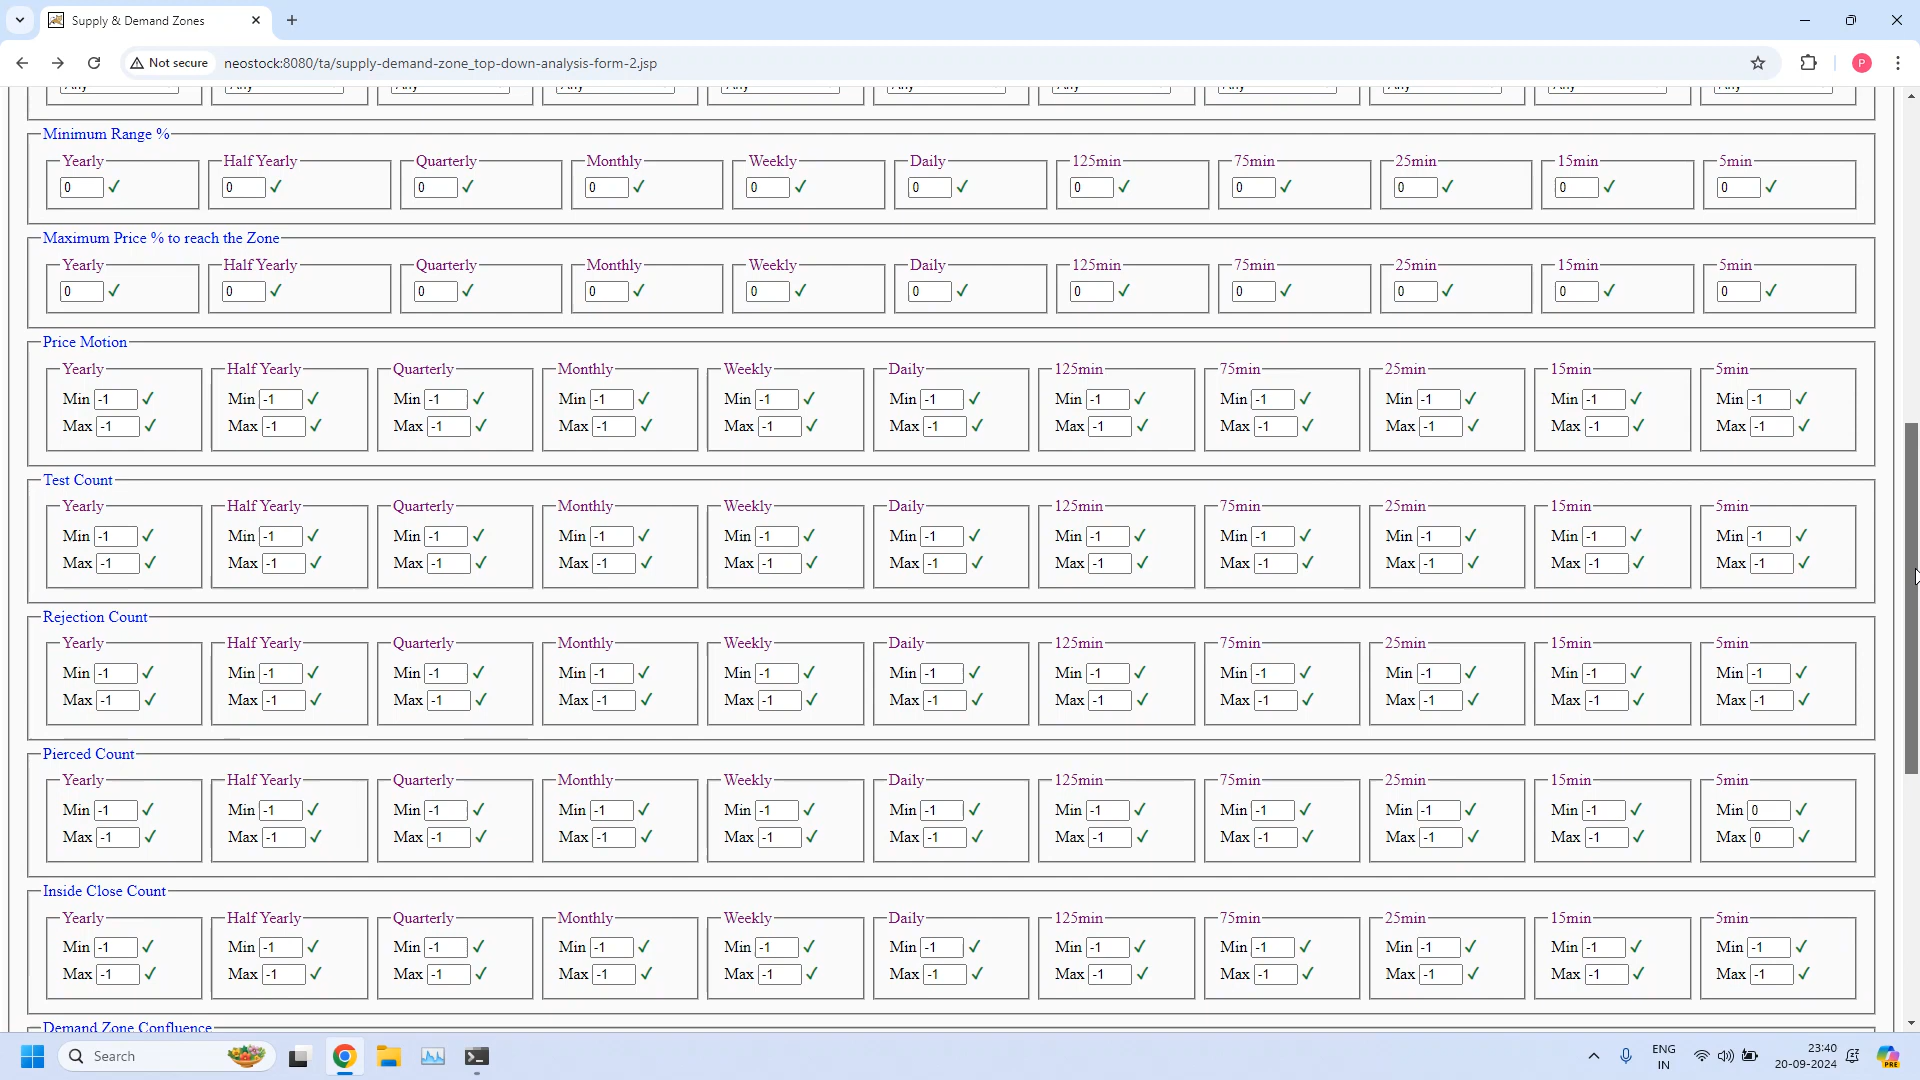 Supply & Demand Zones
Not secure
neostock:8080/ta/supply-demand-zone_top-down-analysis-form-2.jsp
P
Any Any Any Any Any Any Any Any Any Any Any
Minimum Range %
Yearly Half Yearly Quarterly Monthly Weekly Daily 125min 75min 25min 15min 5min
0 ✓ 0 ✓ 0 ✓ 0 ✓ 0 ✓ 0 ✓ 0 ✓ 0 ✓ 0 ✓ 0 ✓ 0 ✓
Maximum Price % to reach the Zone
Yearly Half Yearly Quarterly Monthly Weekly Daily 125min 75min 25min 15min 5min
0 ✓ 0 ✓ 0 ✓ 0 ✓ 0 ✓ 0 ✓ 0 ✓ 0 ✓ 0 ✓ 0 ✓ 0 ✓
Price Motion
Yearly Half Yearly Quarterly Monthly Weekly Daily 125min 75min 25min 15min 5min
Min -1 ✓ Min -1 ✓ Min -1 ✓ Min -1 ✓ Min -1 ✓ Min -1 ✓ Min -1 ✓ Min -1 ✓ Min -1 ✓ Min -1 ✓ Min -1 ✓
Max -1 ✓ Max -1 ✓ Max -1 ✓ Max -1 ✓ Max -1 ✓ Max -1 ✓ Max -1 ✓ Max -1 ✓ Max -1 ✓ Max -1 ✓ Max -1 ✓
Test Count
Yearly Half Yearly Quarterly Monthly Weekly Daily 125min 75min 25min 15min 5min
Min -1 ✓ Min -1 ✓ Min -1 ✓ Min -1 ✓ Min -1 ✓ Min -1 ✓ Min -1 ✓ Min -1 ✓ Min -1 ✓ Min -1 ✓ Min -1 ✓
Max -1 ✓ Max -1 ✓ Max -1 ✓ Max -1 ✓ Max -1 ✓ Max -1 ✓ Max -1 ✓ Max -1 ✓ Max -1 ✓ Max -1 ✓ Max -1 ✓
Rejection Count
Yearly Half Yearly Quarterly Monthly Weekly Daily 125min 75min 25min 15min 5min
Min -1 ✓ Min -1 ✓ Min -1 ✓ Min -1 ✓ Min -1 ✓ Min -1 ✓ Min -1 ✓ Min -1 ✓ Min -1 ✓ Min -1 ✓ Min -1 ✓
Max -1 ✓ Max -1 ✓ Max -1 ✓ Max -1 ✓ Max -1 ✓ Max -1 ✓ Max -1 ✓ Max -1 ✓ Max -1 ✓ Max -1 ✓ Max -1 ✓
Pierced Count
Yearly Half Yearly Quarterly Monthly Weekly Daily 125min 75min 25min 15min 5min
Min -1 ✓ Min -1 ✓ Min -1 ✓ Min -1 ✓ Min -1 ✓ Min -1 ✓ Min -1 ✓ Min -1 ✓ Min -1 ✓ Min -1 ✓ Min 0 ✓
Max -1 ✓ Max -1 ✓ Max -1 ✓ Max -1 ✓ Max -1 ✓ Max -1 ✓ Max -1 ✓ Max -1 ✓ Max -1 ✓ Max -1 ✓ Max 0 ✓
Inside Close Count
Yearly Half Yearly Quarterly Monthly Weekly Daily 125min 75min 25min 15min 5min
Min -1 ✓ Min -1 ✓ Min -1 ✓ Min -1 ✓ Min -1 ✓ Min -1 ✓ Min -1 ✓ Min -1 ✓ Min -1 ✓ Min -1 ✓ Min -1 ✓
Max -1 ✓ Max -1 ✓ Max -1 ✓ Max -1 ✓ Max -1 ✓ Max -1 ✓ Max -1 ✓ Max -1 ✓ Max -1 ✓ Max -1 ✓ Max -1 ✓
Demand Zone Confluence
Search
ENG
IN
23:40
20-09-2024
PRE